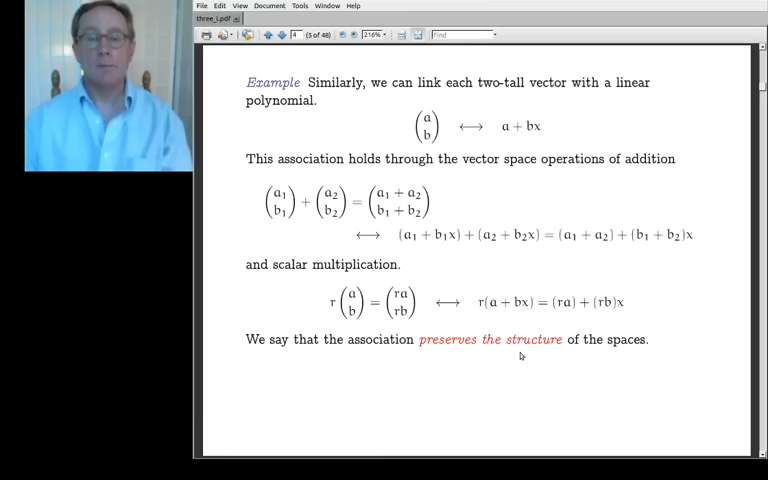 File Edit View Document Tools Window Help
three_i.pdf
4 (5 of 48) 216% Find
Example Similarly, we can link each two-tall vector with a linear
polynomial.
(a b) ⟷ a + bx
This association holds through the vector space operations of addition
(a₁ b₁) + (a₂ b₂) = (a₁ + a₂ b₁ + b₂)
⟷ (a₁ + b₁x) + (a₂ + b₂x) = (a₁ + a₂) + (b₁ + b₂)x
and scalar multiplication.
r (a b) = (ra rb) ⟷ r(a + bx) = (ra) + (rb)x
We say that the association preserves the structure of the spaces.